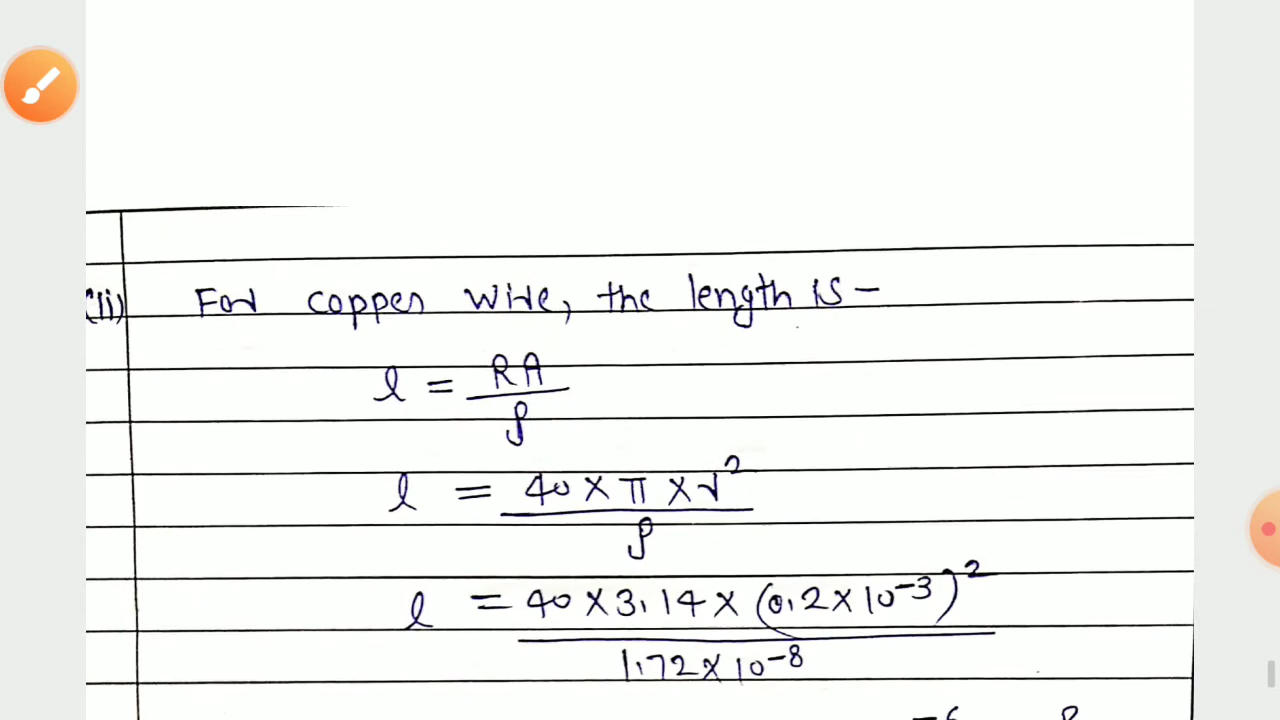 (ii) For copper wire, the length is –
l = RA / ρ
l = 40 × π × r² / ρ
l = 40 × 3.14 × (0.2 × 10⁻³)² / 1.72 × 10⁻⁸